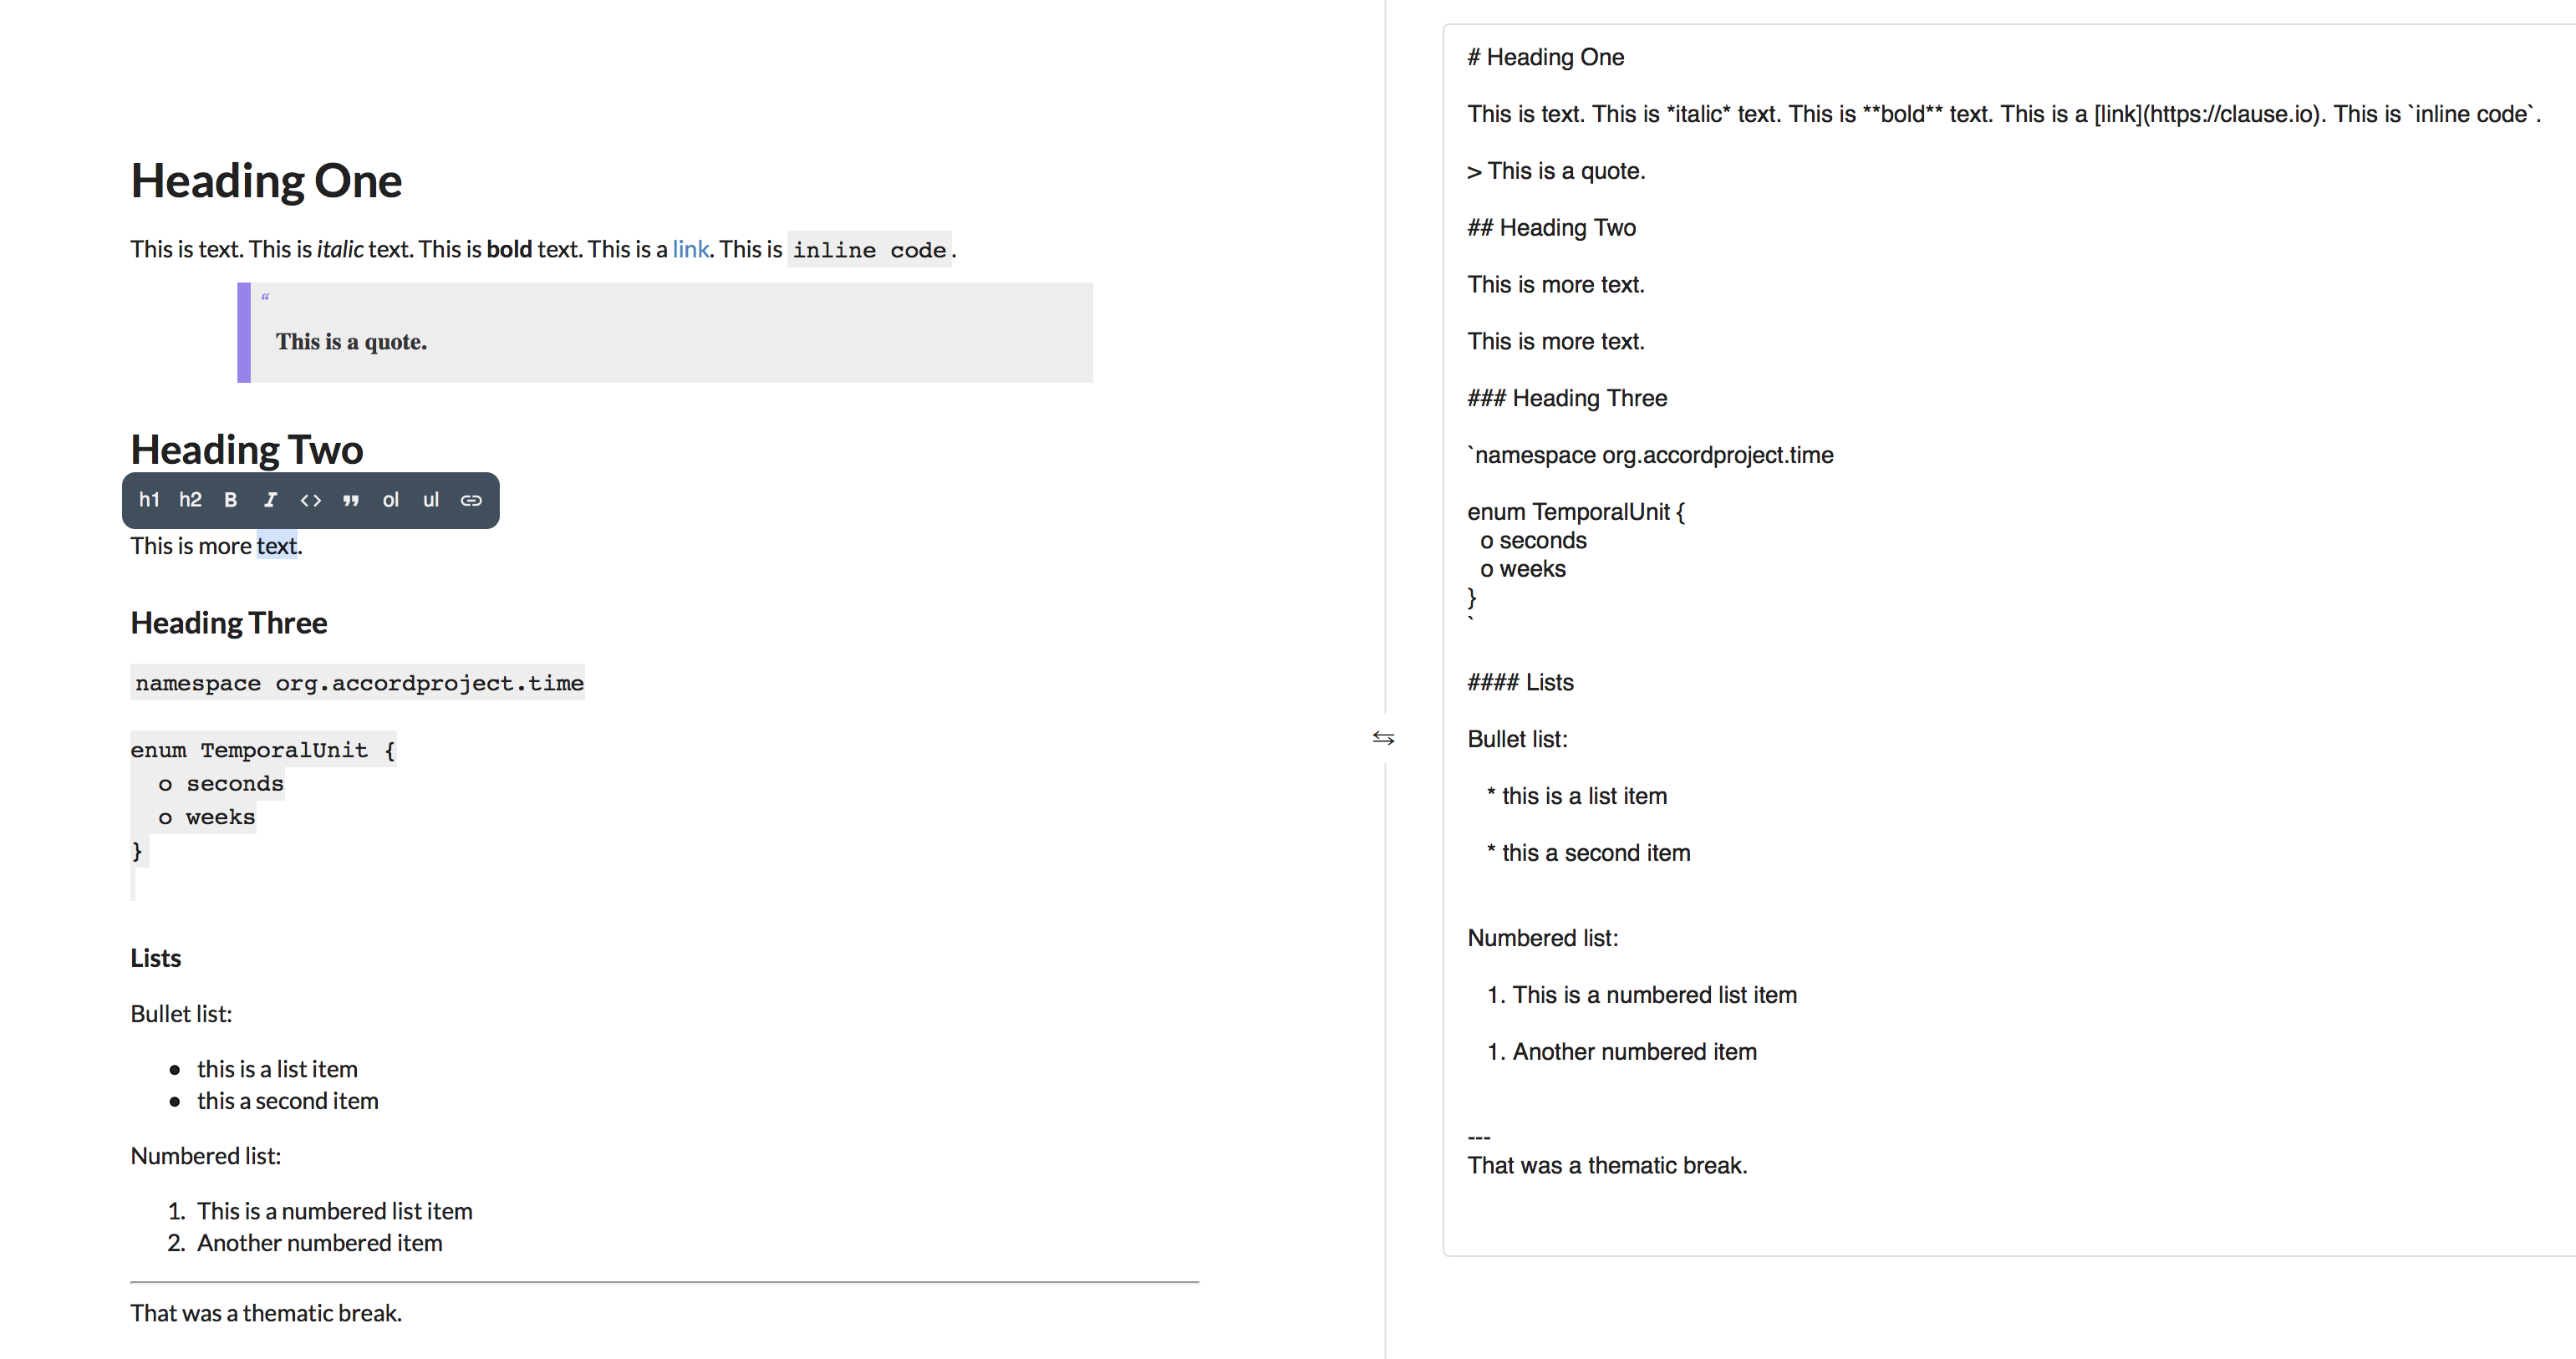 Heading One
This is text. This is italic text. This is bold text. This is a link. This is inline code.
“
This is a quote.
Heading Two
h1 h2 B I <> ” ol ul
This is more text.
Heading Three
namespace org.accordproject.time
enum TemporalUnit {
  o seconds
  o weeks
}
Lists
Bullet list:
• this is a list item
• this a second item
Numbered list:
1. This is a numbered list item
2. Another numbered item
That was a thematic break.
# Heading One
This is text. This is *italic* text. This is **bold** text. This is a [link](https://clause.io). This is `inline code`.
> This is a quote.
## Heading Two
This is more text.
This is more text.
### Heading Three
`namespace org.accordproject.time
enum TemporalUnit {
  o seconds
  o weeks
}
`
#### Lists
Bullet list:
   * this is a list item
   * this a second item
Numbered list:
   1. This is a numbered list item
   1. Another numbered item
---
That was a thematic break.